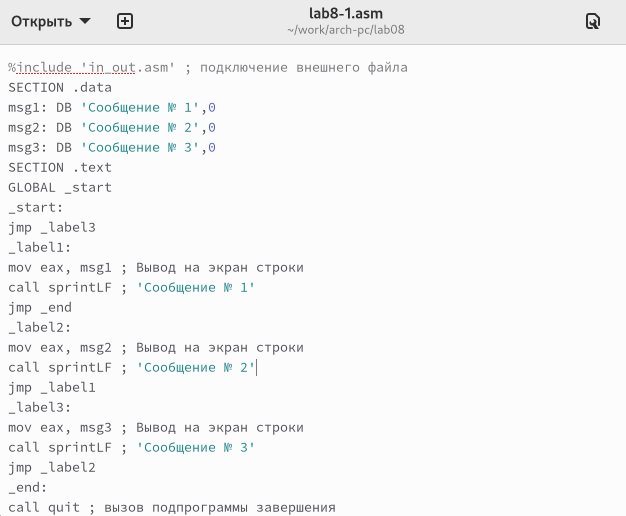 Открыть
lab8-1.asm
~/work/arch-pc/lab08
%include 'in_out.asm' ; подключение внешнего файла
SECTION .data
msg1: DB 'Сообщение № 1',0
msg2: DB 'Сообщение № 2',0
msg3: DB 'Сообщение № 3',0
SECTION .text
GLOBAL _start
_start:
jmp _label3
_label1:
mov eax, msg1 ; Вывод на экран строки
call sprintLF ; 'Сообщение № 1'
jmp _end
_label2:
mov eax, msg2 ; Вывод на экран строки
call sprintLF ; 'Сообщение № 2'
jmp _label1
_label3:
mov eax, msg3 ; Вывод на экран строки
call sprintLF ; 'Сообщение № 3'
jmp _label2
_end:
call quit ; вызов подпрограммы завершения